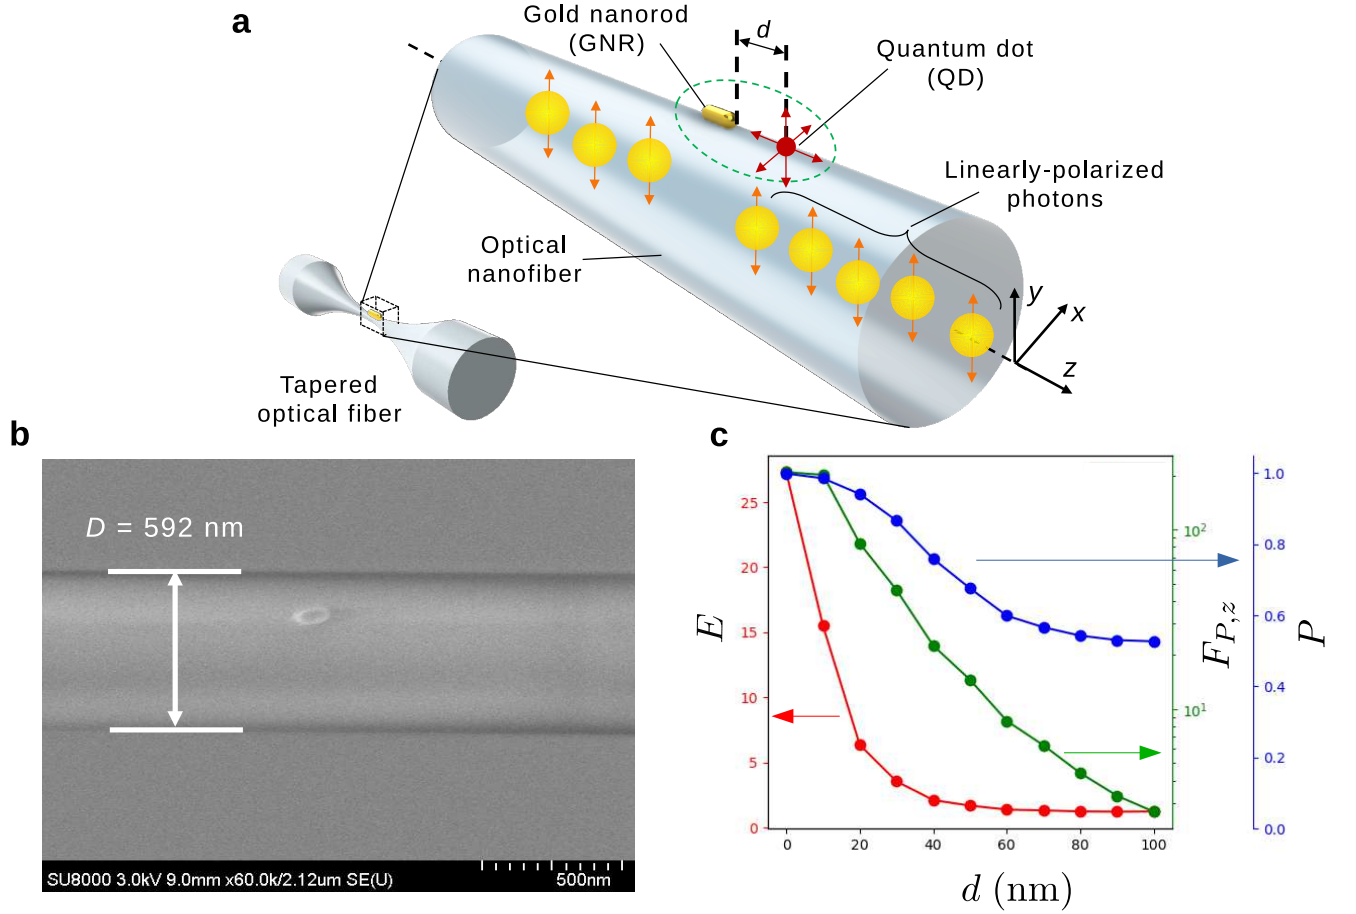 a
Gold nanorod
(GNR)
d
Quantum dot
(QD)
Linearly-polarized
photons
Optical
nanofiber
y
x
z
Tapered
optical fiber
b
D = 592 nm
SU8000 3.0kV 9.0mm x60.0k/2.12um SE(U)
500nm
c
25
20
15
10
5
0
E
10²
10¹
F_{P,z}
1.0
0.8
0.6
0.4
0.2
0.0
P
0 20 40 60 80 100
d (nm)